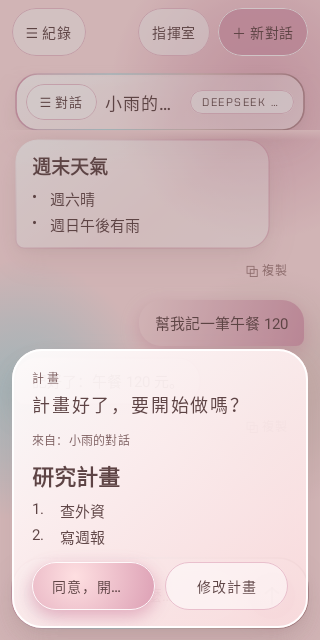 ☰ 紀錄
指揮室
＋ 新對話
☰ 對話
小雨的…
DEEPSEEK …
週末天氣
• 週六晴
• 週日午後有雨
複製
幫我記一筆午餐 120
計畫
計畫好了，要開始做嗎？
來自：小雨的對話
研究計畫
1. 查外資
2. 寫週報
同意，開…
修改計畫